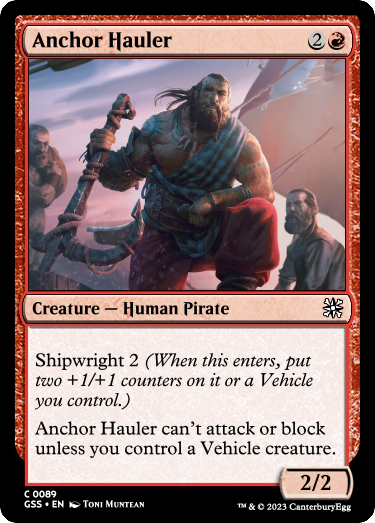 Anchor Hauler 2
Creature — Human Pirate
Shipwright 2 (When this enters, put
two +1/+1 counters on it or a Vehicle
you control.)
Anchor Hauler can't attack or block
unless you control a Vehicle creature.
2/2
C 0089
GSS • EN Toni Muntean
™ & © 2023 CanterburyEgg